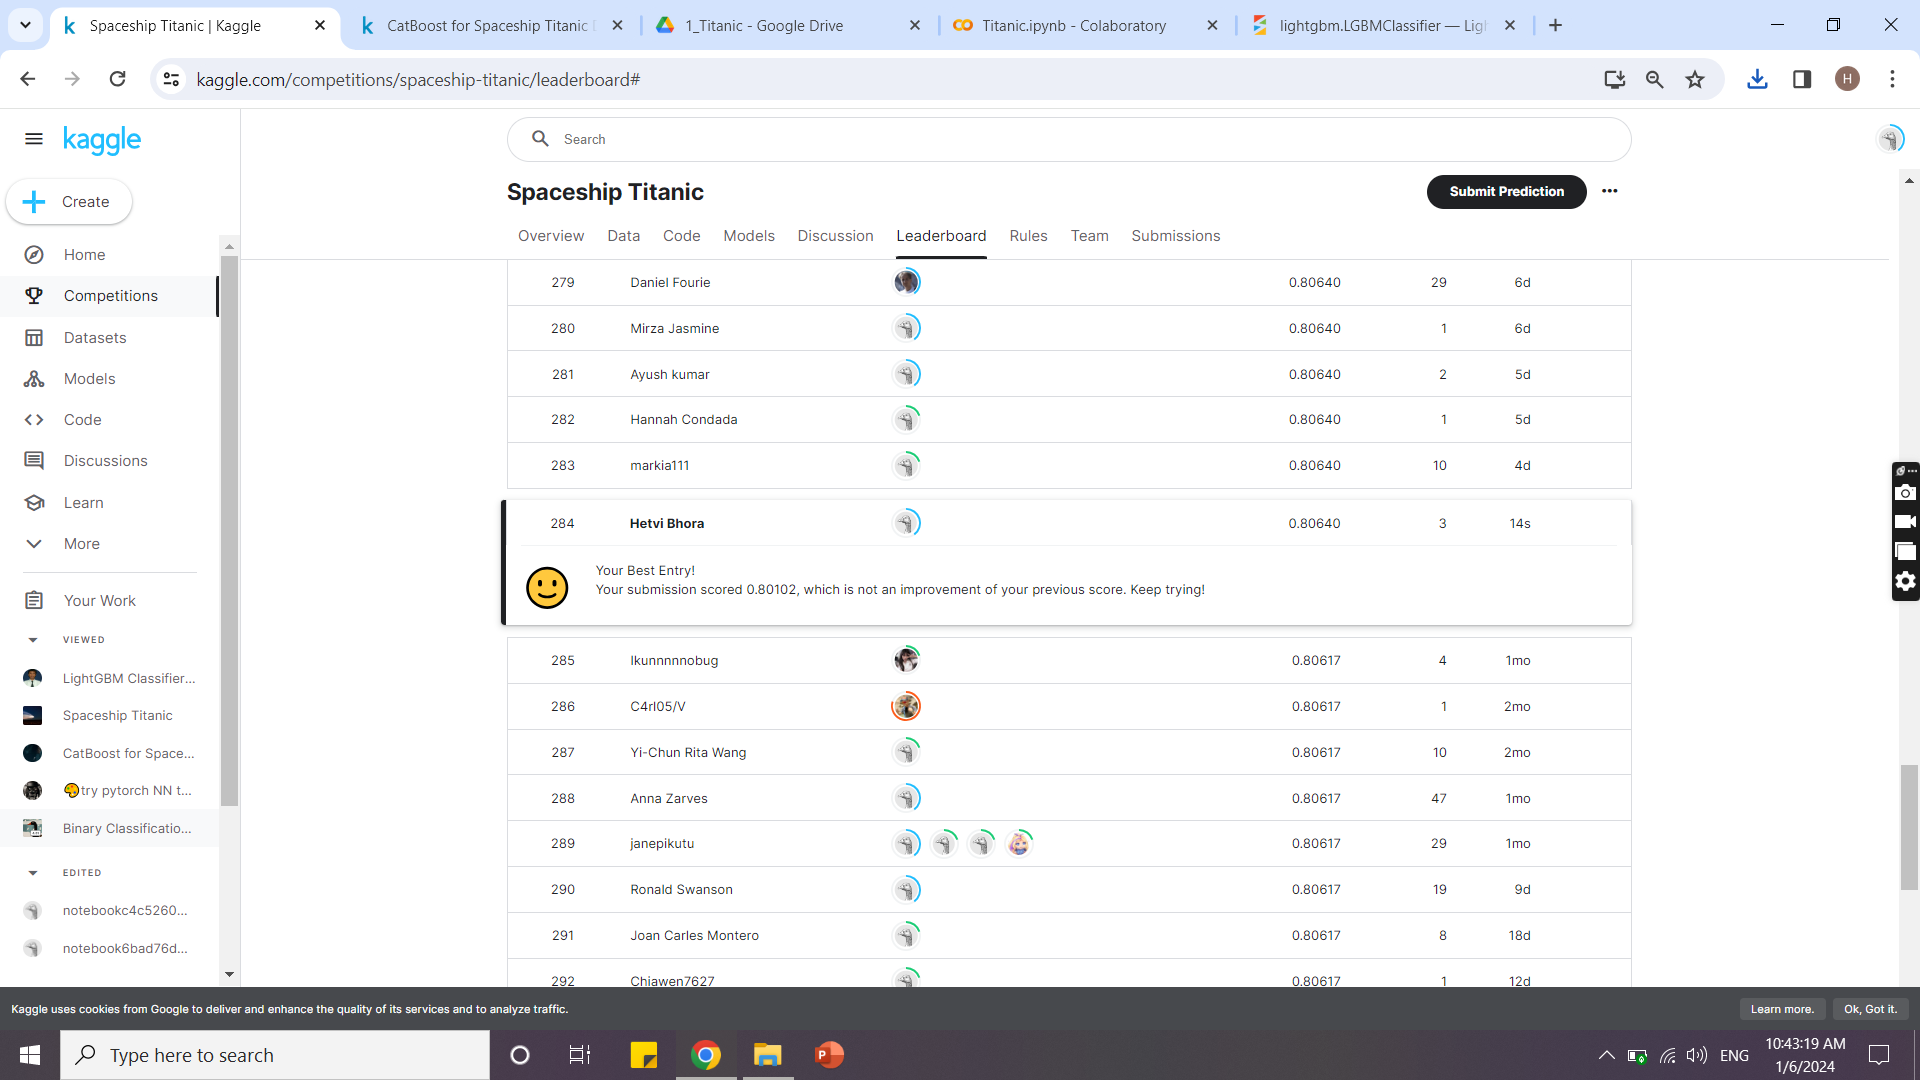 Spaceship Titanic | Kaggle
CatBoost for Spaceship Titanic
1_Titanic - Google Drive
Titanic.ipynb - Colaboratory
lightgbm.LGBMClassifier — Ligh
kaggle.com/competitions/spaceship-titanic/leaderboard#
H
kaggle
Search
Create
Spaceship Titanic
Submit Prediction
Overview Data Code Models Discussion Leaderboard Rules Team Submissions
Home
Competitions
Datasets
Models
Code
Discussions
Learn
More
Your Work
VIEWED
LightGBM Classifier...
Spaceship Titanic
CatBoost for Space...
try pytorch NN t...
Binary Classificatio...
EDITED
notebookc4c5260...
notebook6bad76d...
279 Daniel Fourie 0.80640 29 6d
280 Mirza Jasmine 0.80640 1 6d
281 Ayush kumar 0.80640 2 5d
282 Hannah Condada 0.80640 1 5d
283 markia111 0.80640 10 4d
284 Hetvi Bhora 0.80640 3 14s
Your Best Entry!
Your submission scored 0.80102, which is not an improvement of your previous score. Keep trying!
285 Ikunnnnnobug 0.80617 4 1mo
286 C4rl05/V 0.80617 1 2mo
287 Yi-Chun Rita Wang 0.80617 10 2mo
288 Anna Zarves 0.80617 47 1mo
289 janepikutu 0.80617 29 1mo
290 Ronald Swanson 0.80617 19 9d
291 Joan Carles Montero 0.80617 8 18d
292 Chiawen7627 0.80617 1 12d
Kaggle uses cookies from Google to deliver and enhance the quality of its services and to analyze traffic.
Learn more.
Ok, Got it.
Type here to search
P
ENG
10:43:19 AM
1/6/2024